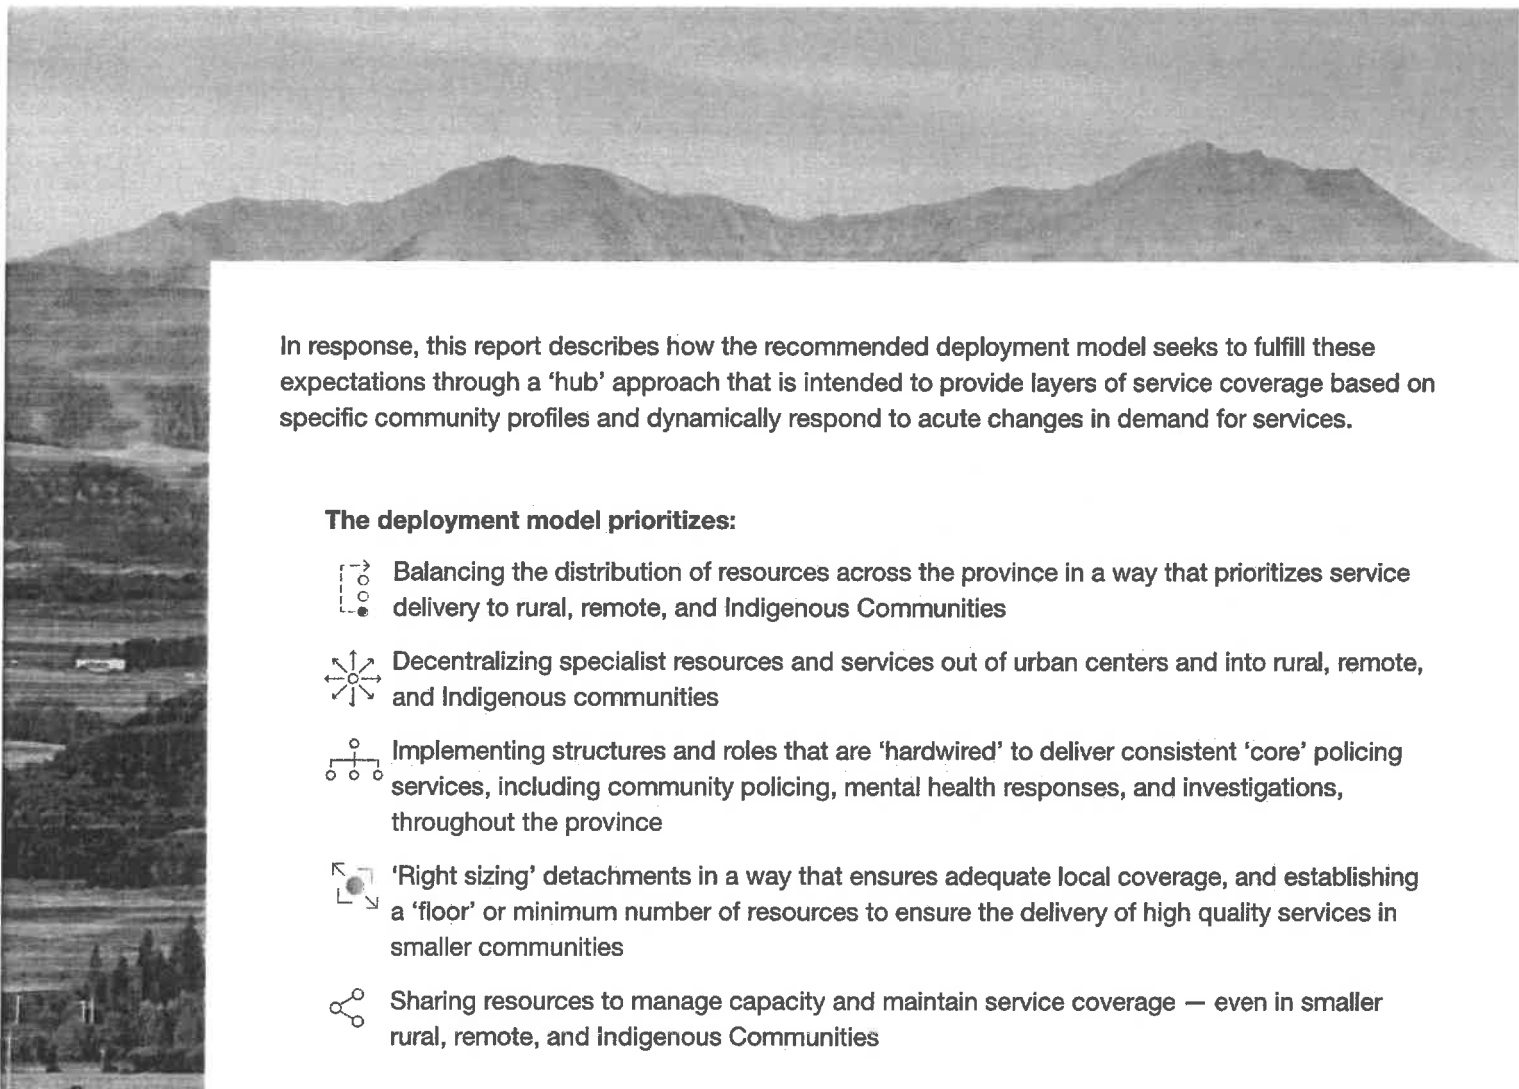 In response, this report describes how the recommended deployment model seeks to fulfill these
expectations through a ‘hub’ approach that is intended to provide layers of service coverage based on
specific community profiles and dynamically respond to acute changes in demand for services.
The deployment model prioritizes:
Balancing the distribution of resources across the province in a way that prioritizes service
delivery to rural, remote, and Indigenous Communities
Decentralizing specialist resources and services out of urban centers and into rural, remote,
and Indigenous communities
Implementing structures and roles that are ‘hardwired’ to deliver consistent ‘core’ policing
services, including community policing, mental health responses, and investigations,
throughout the province
‘Right sizing’ detachments in a way that ensures adequate local coverage, and establishing
a ‘floor’ or minimum number of resources to ensure the delivery of high quality services in
smaller communities
Sharing resources to manage capacity and maintain service coverage — even in smaller
rural, remote, and Indigenous Communities